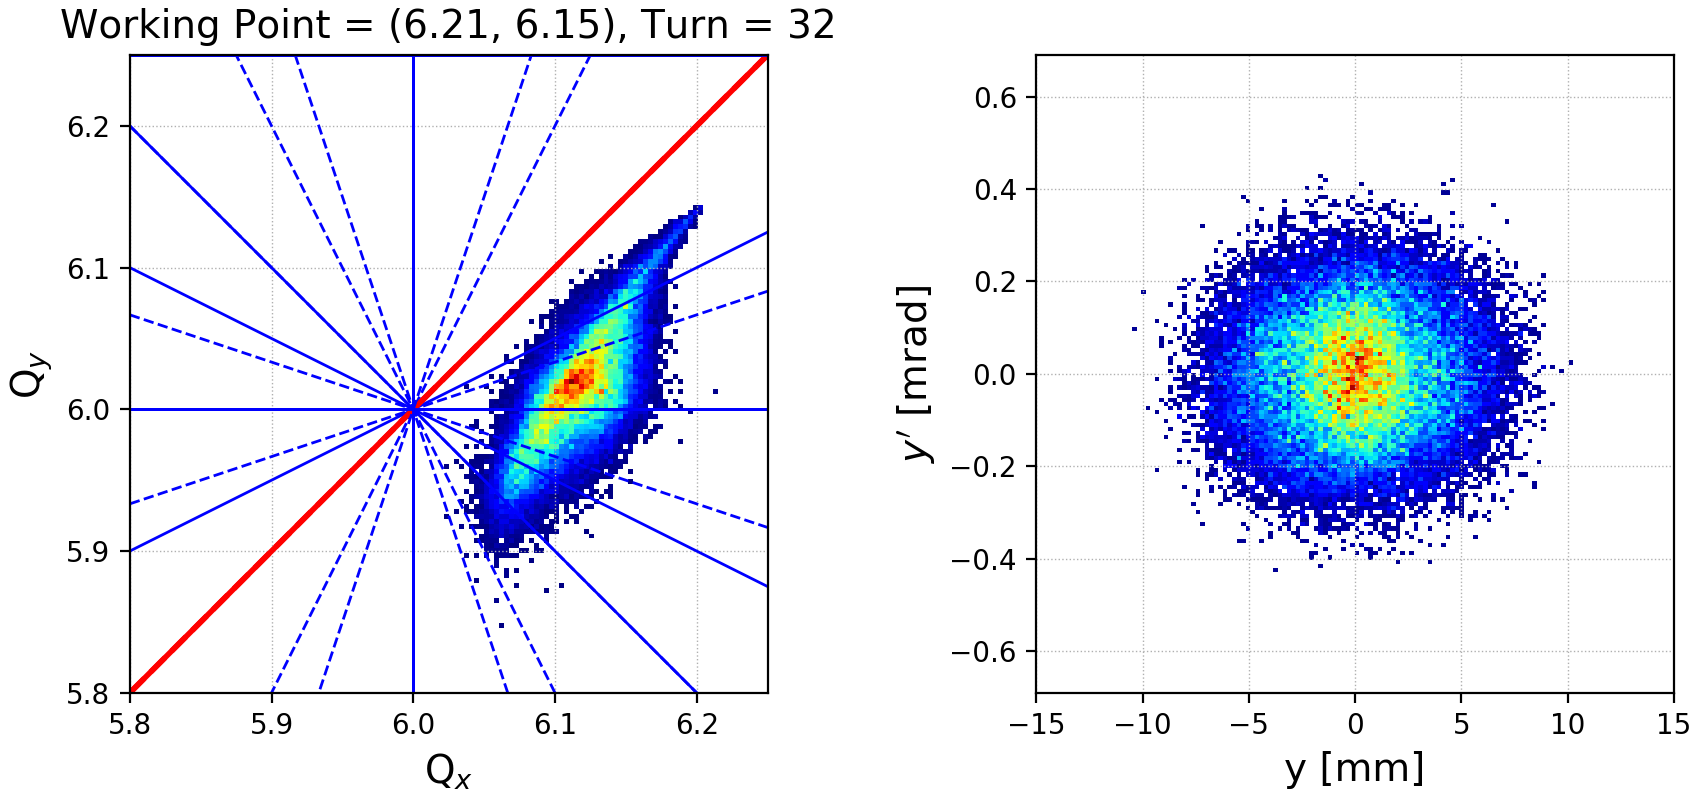 Working Point = (6.21, 6.15), Turn = 32
6.2
6.1
6.0
5.9
5.8
Q_y
5.8 5.9 6.0 6.1 6.2
Q_x
0.6
0.4
0.2
0.0
−0.2
−0.4
−0.6
y′ [mrad]
−15 −10 −5 0 5 10 15
y [mm]